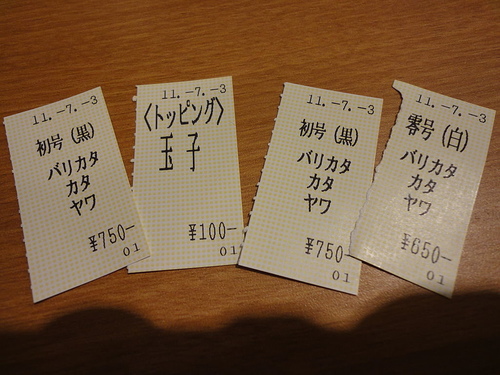 11.-7.-3
初号(黒)
バリカタ
カタ
ヤワ
¥750-
01
11.-7.-3
〈トッピング〉
玉子
¥100-
01
11.-7.-3
初号(黒)
バリカタ
カタ
ヤワ
¥750-
01
11.-7.-3
零号(白)
バリカタ
カタ
ヤワ
¥650-
01